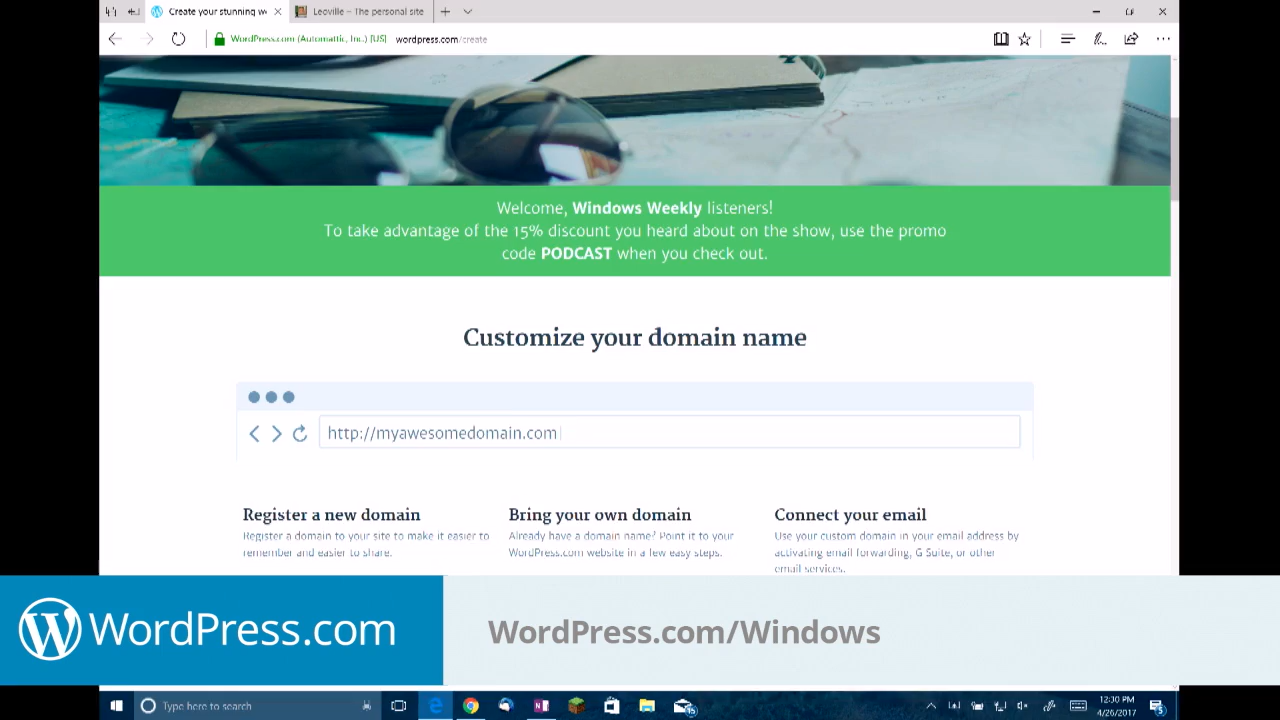 Create your stunning w
Leoville – The personal site
WordPress.com (Automattic, Inc.) [US]
wordpress.com/create
Welcome, Windows Weekly listeners!
To take advantage of the 15% discount you heard about on the show, use the promo
code PODCAST when you check out.
Customize your domain name
http://myawesomedomain.com
Register a new domain
Register a domain to your site to make it easier to
remember and easier to share.
Bring your own domain
Already have a domain name? Point it to your
WordPress.com website in a few easy steps.
Connect your email
Use your custom domain in your email address by
activating email forwarding, G Suite, or other
email services.
WordPress.com
WordPress.com/Windows
Type here to search
12:30 PM
4/26/2017